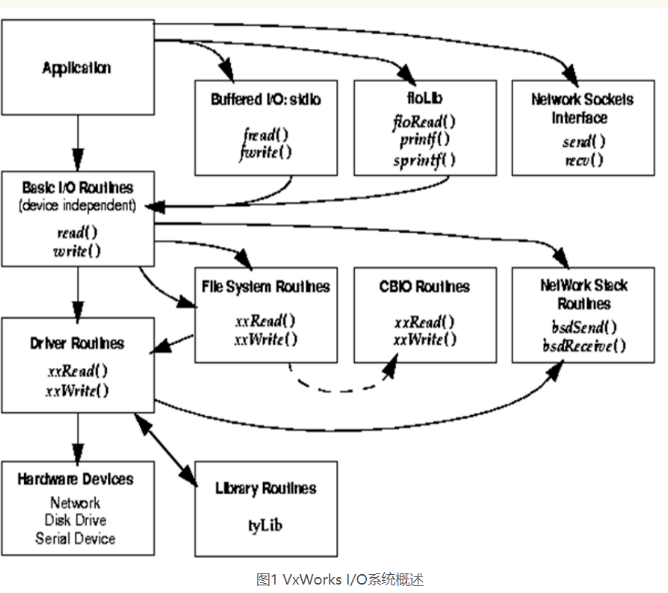 Application
Buffered I/O: stdio
fread()
fwrite()
fioLib
fioRead()
printf()
sprintf()
Network Sockets
Interface
send()
recv()
Basic I/O Routines
(device independent)
read()
write()
File System Routines
xxRead()
xxWrite()
CBIO Routines
xxRead()
xxWrite()
NetWork Stack
Routines
bsdSend()
bsdReceive()
Driver Routines
xxRead()
xxWrite()
Hardware Devices
Network
Disk Drive
Serial Device
Library Routines
tyLib
图1 VxWorks I/O系统概述